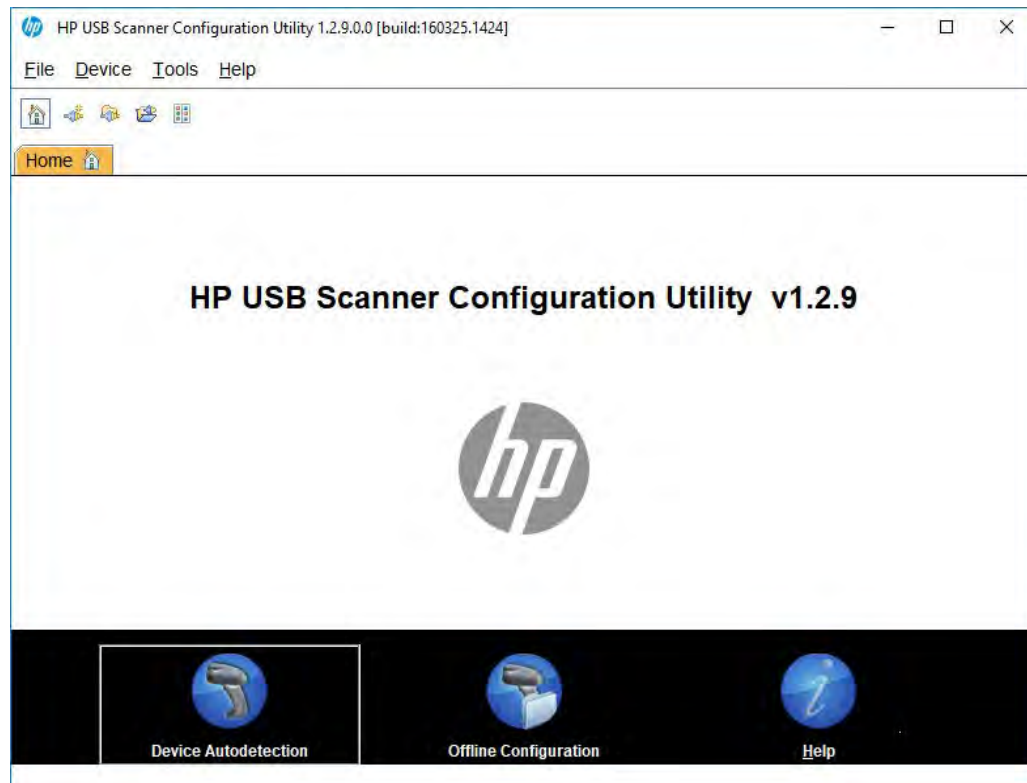 HP USB Scanner Configuration Utility 1.2.9.0.0 [build:160325.1424]
File Device Tools Help
Home
HP USB Scanner Configuration Utility v1.2.9
hp
Device Autodetection Offline Configuration Help